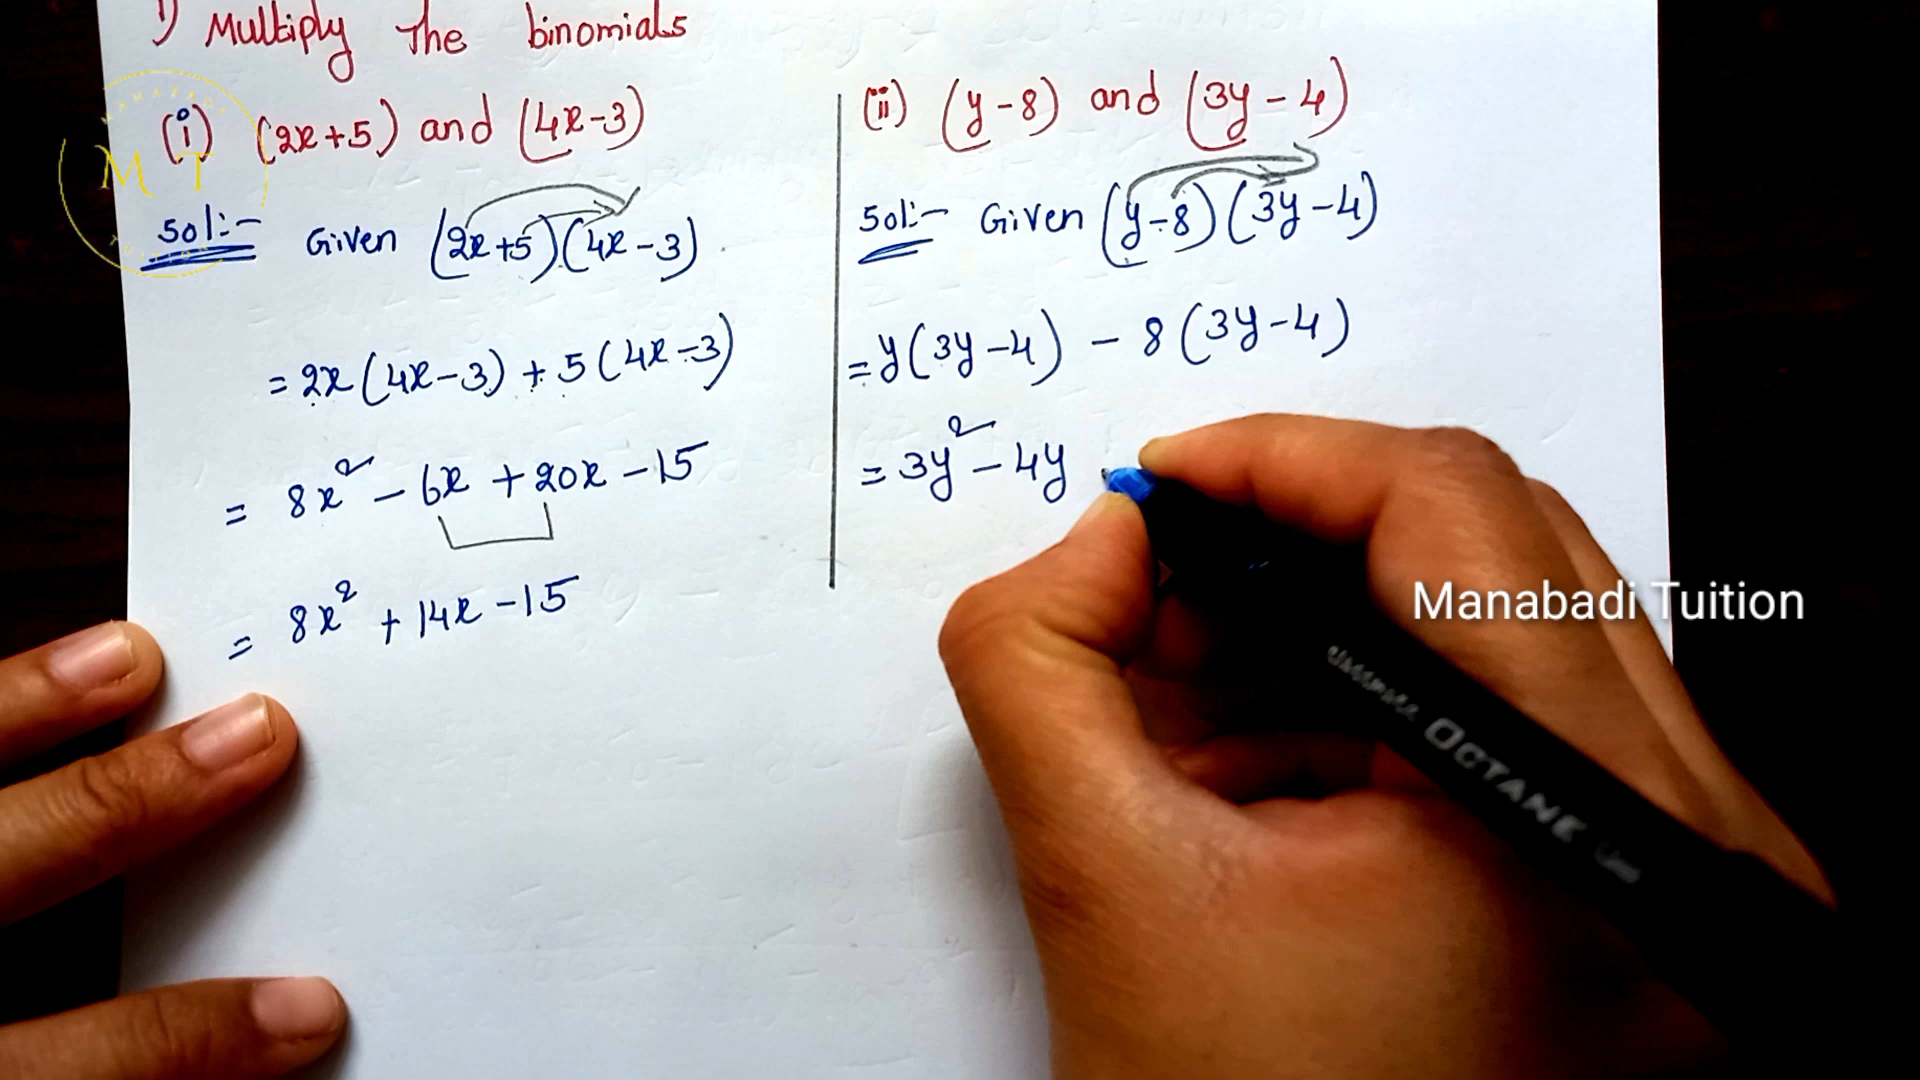 1) Multiply The binomials
(i) (2x+5) and (4x-3)
Sol:- Given (2x+5)(4x-3)
= 2x(4x-3) + 5(4x-3)
= 8x² - 6x + 20x - 15
= 8x² + 14x - 15
(ii) (y-8) and (3y-4)
Sol:- Given (y-8)(3y-4)
= y(3y-4) - 8(3y-4)
= 3y² - 4y
M T
Manabadi Tuition
OCTANE